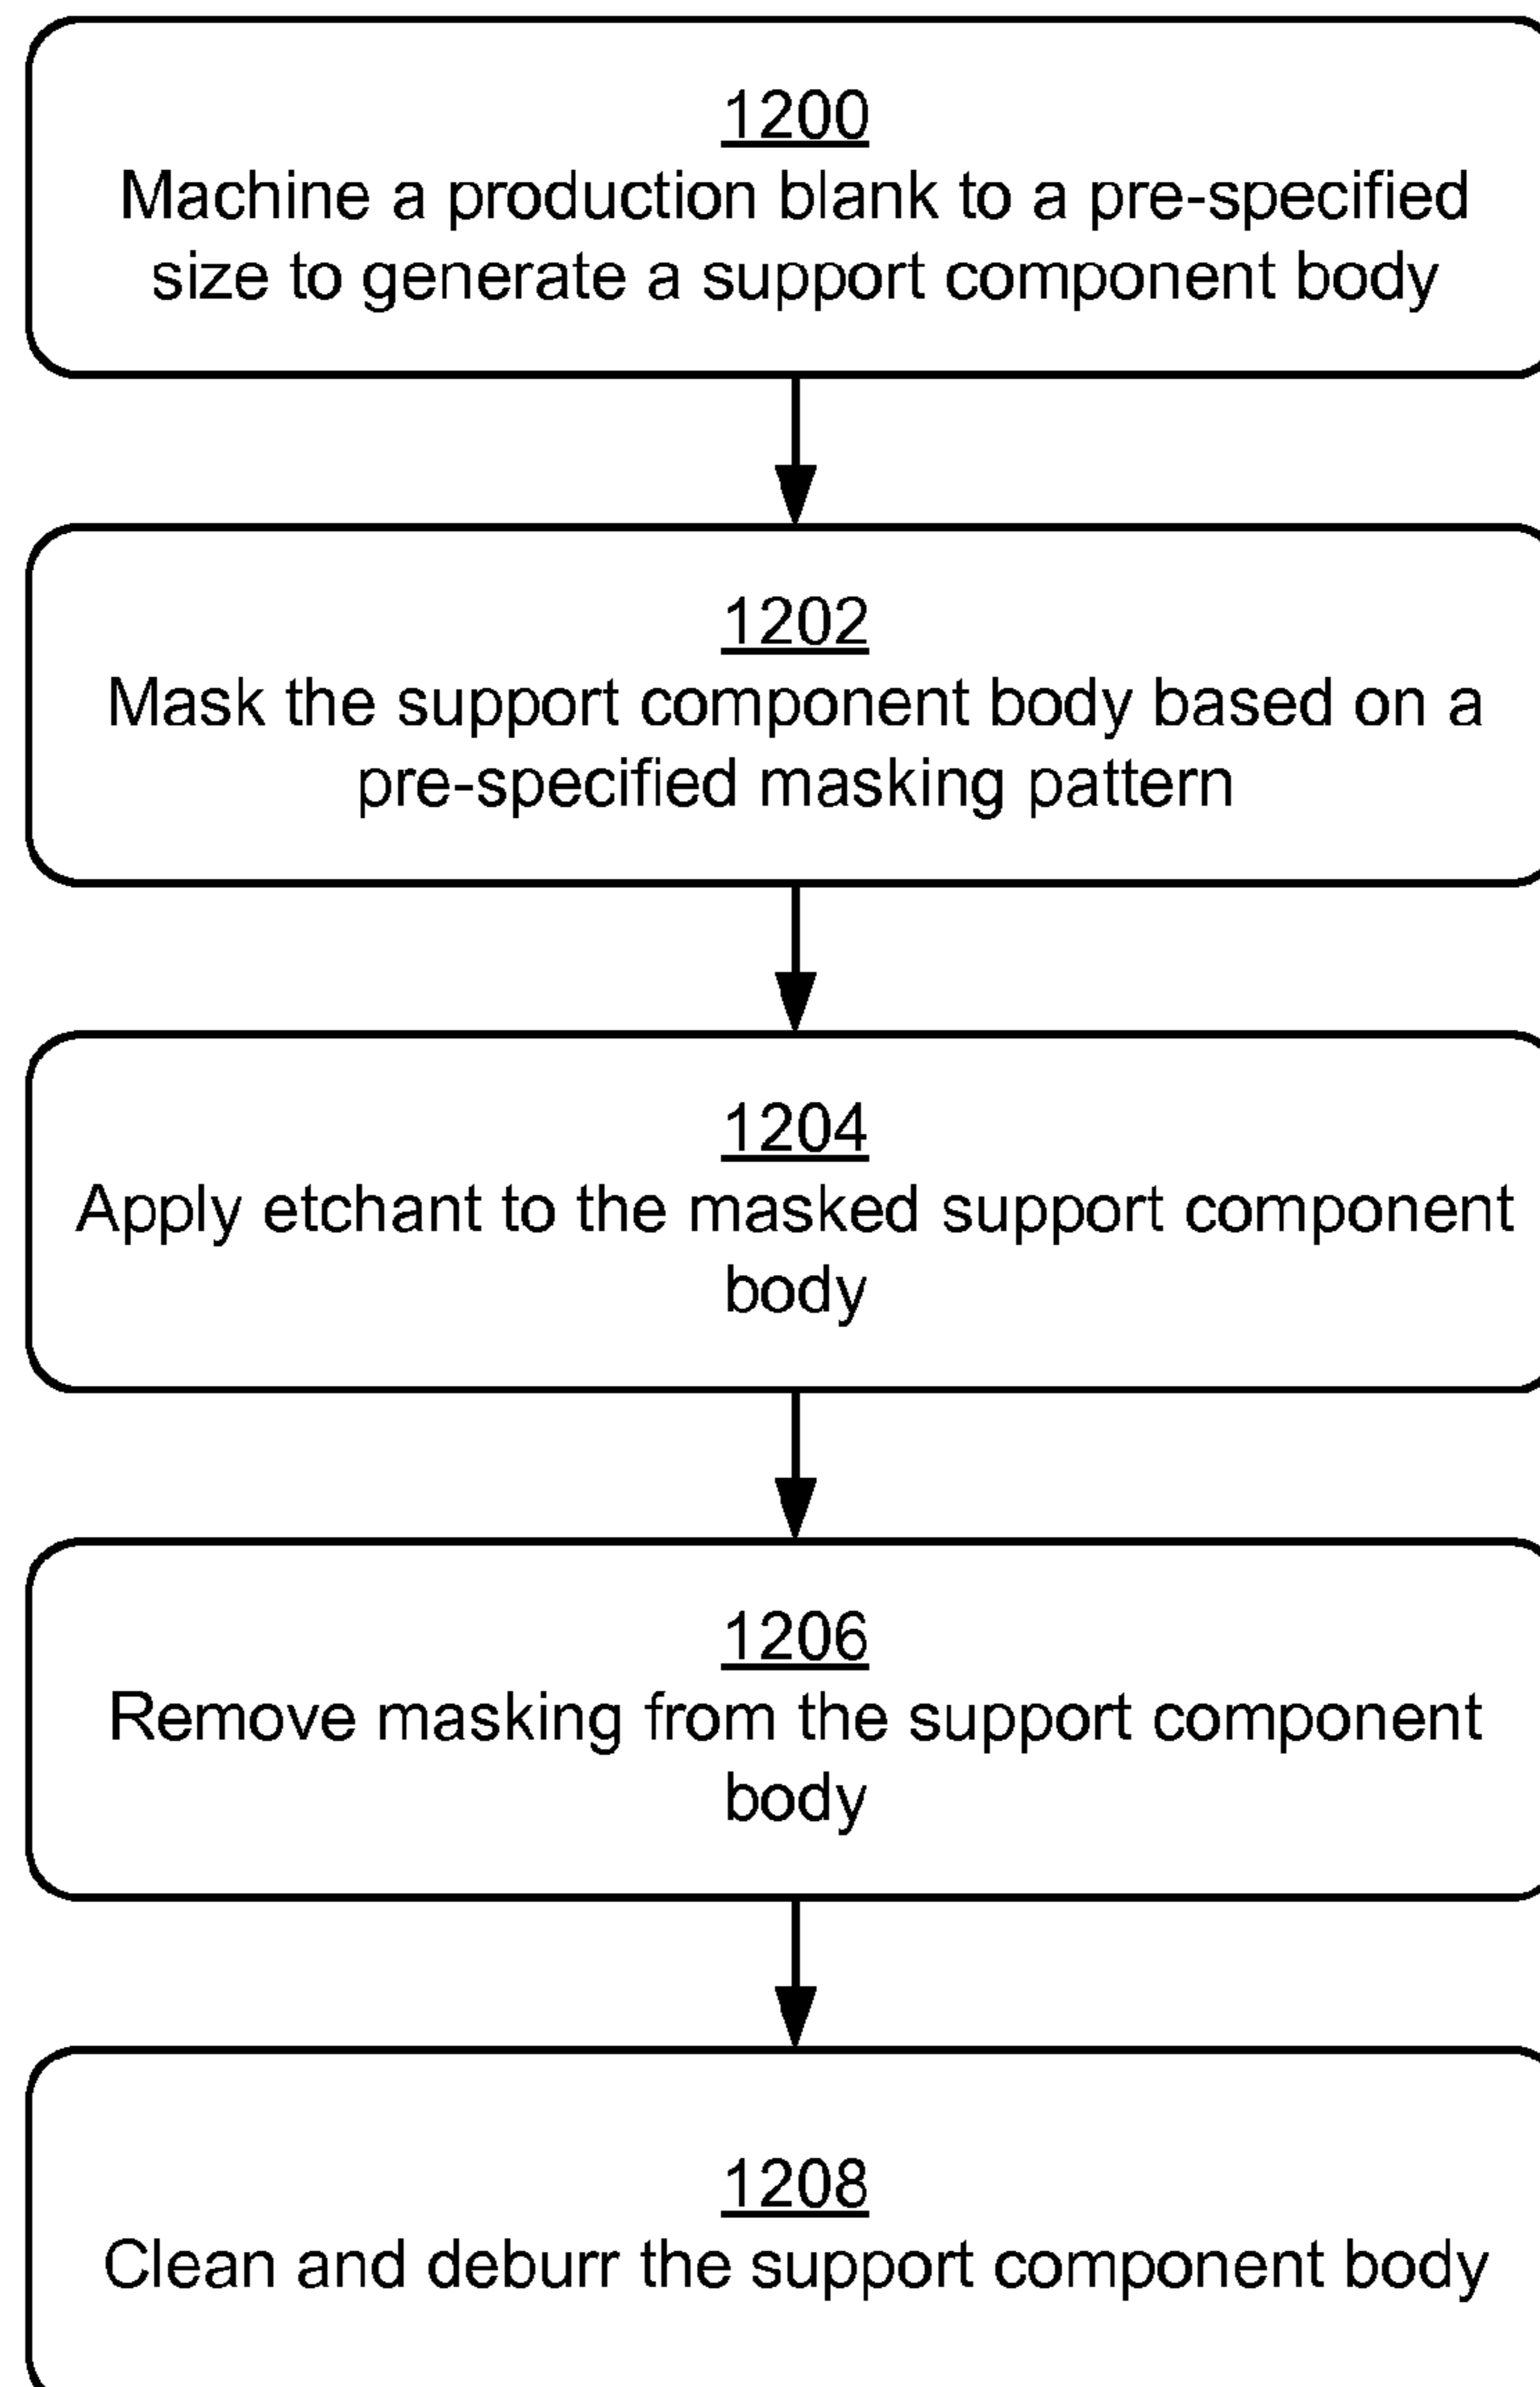 1200
Machine a production blank to a pre-specified
size to generate a support component body
1202
Mask the support component body based on a
pre-specified masking pattern
1204
Apply etchant to the masked support component
body
1206
Remove masking from the support component
body
1208
Clean and deburr the support component body